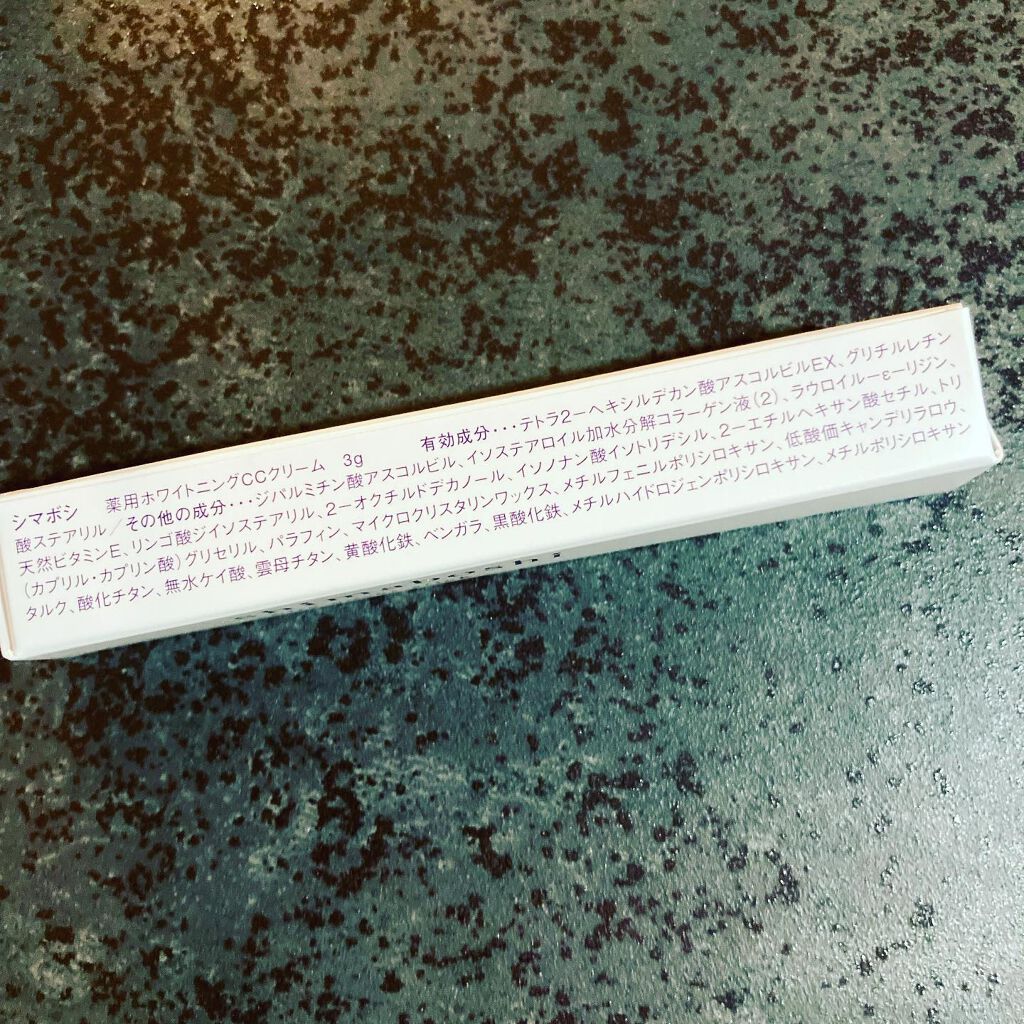 シマボシ 薬用ホワイトニングCCクリーム 3g 有効成分・・・テトラ2-ヘキシルデカン酸アスコルビルEX、グリチルレチン
酸ステアリル／その他の成分・・・ジパルミチン酸アスコルビル、イソステアロイル加水分解コラーゲン液(2)、ラウロイル-ε-リジン、
天然ビタミンE、リンゴ酸ジイソステアリル、2-オクチルドデカノール、イソノナン酸イソトリデシル、2-エチルヘキサン酸セチル、トリ
(カプリル・カプリン酸)グリセリル、パラフィン、マイクロクリスタリンワックス、メチルフェニルポリシロキサン、低酸価キャンデリラロウ、
タルク、酸化チタン、無水ケイ酸、雲母チタン、黄酸化鉄、ベンガラ、黒酸化鉄、メチルハイドロジェンポリシロキサン、メチルポリシロキサン